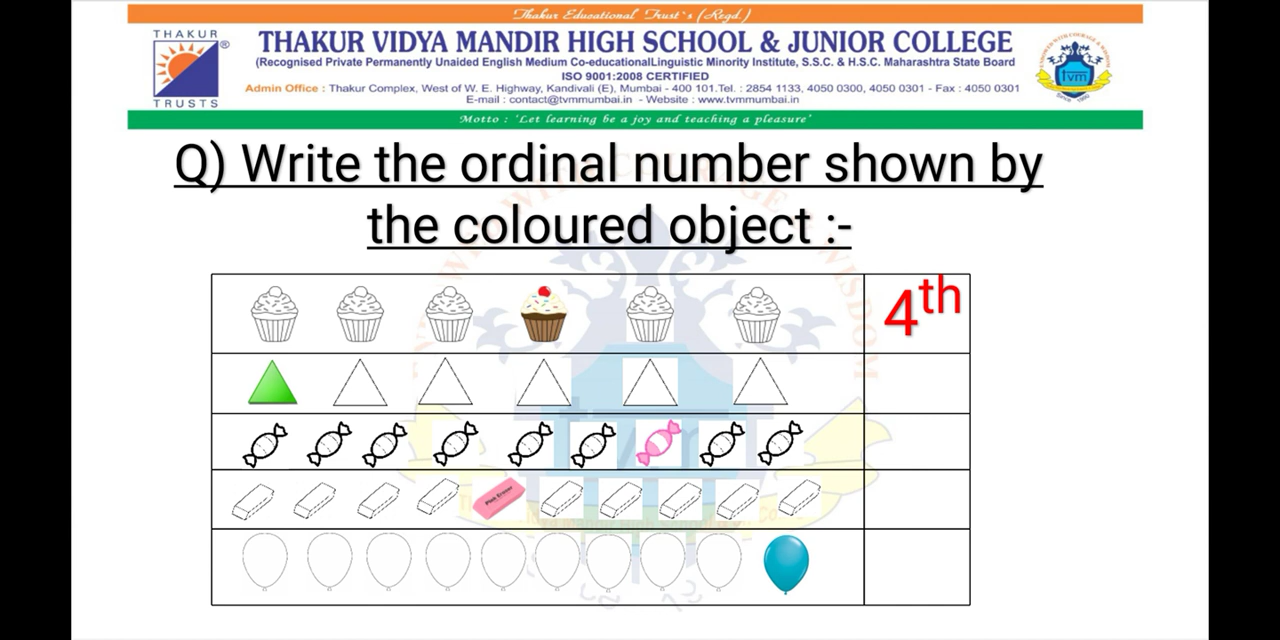 Thakur Educational Trust's (Regd.)
THAKUR
®
TRUSTS
THAKUR VIDYA MANDIR HIGH SCHOOL & JUNIOR COLLEGE
(Recognised Private Permanently Unaided English Medium Co-educationalLinguistic Minority Institute, S.S.C. & H.S.C. Maharashtra State Board
ISO 9001:2008 CERTIFIED
Admin Office : Thakur Complex, West of W. E. Highway, Kandivali (E), Mumbai - 400 101.Tel. : 2854 1133, 4050 0300, 4050 0301 - Fax : 4050 0301
E-mail : contact@tvmmumbai.in - Website : www.tvmmumbai.in
tvm
Motto : 'Let learning be a joy and teaching a pleasure'
Q) Write the ordinal number shown by
the coloured object :-
4th
Pink Eraser